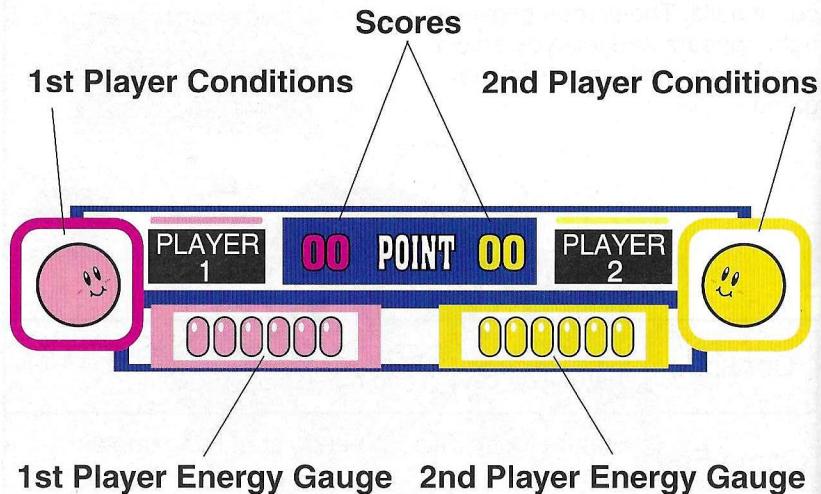 Scores
1st Player Conditions
2nd Player Conditions
PLAYER
1
00 POINT 00
PLAYER
2
1st Player Energy Gauge
2nd Player Energy Gauge